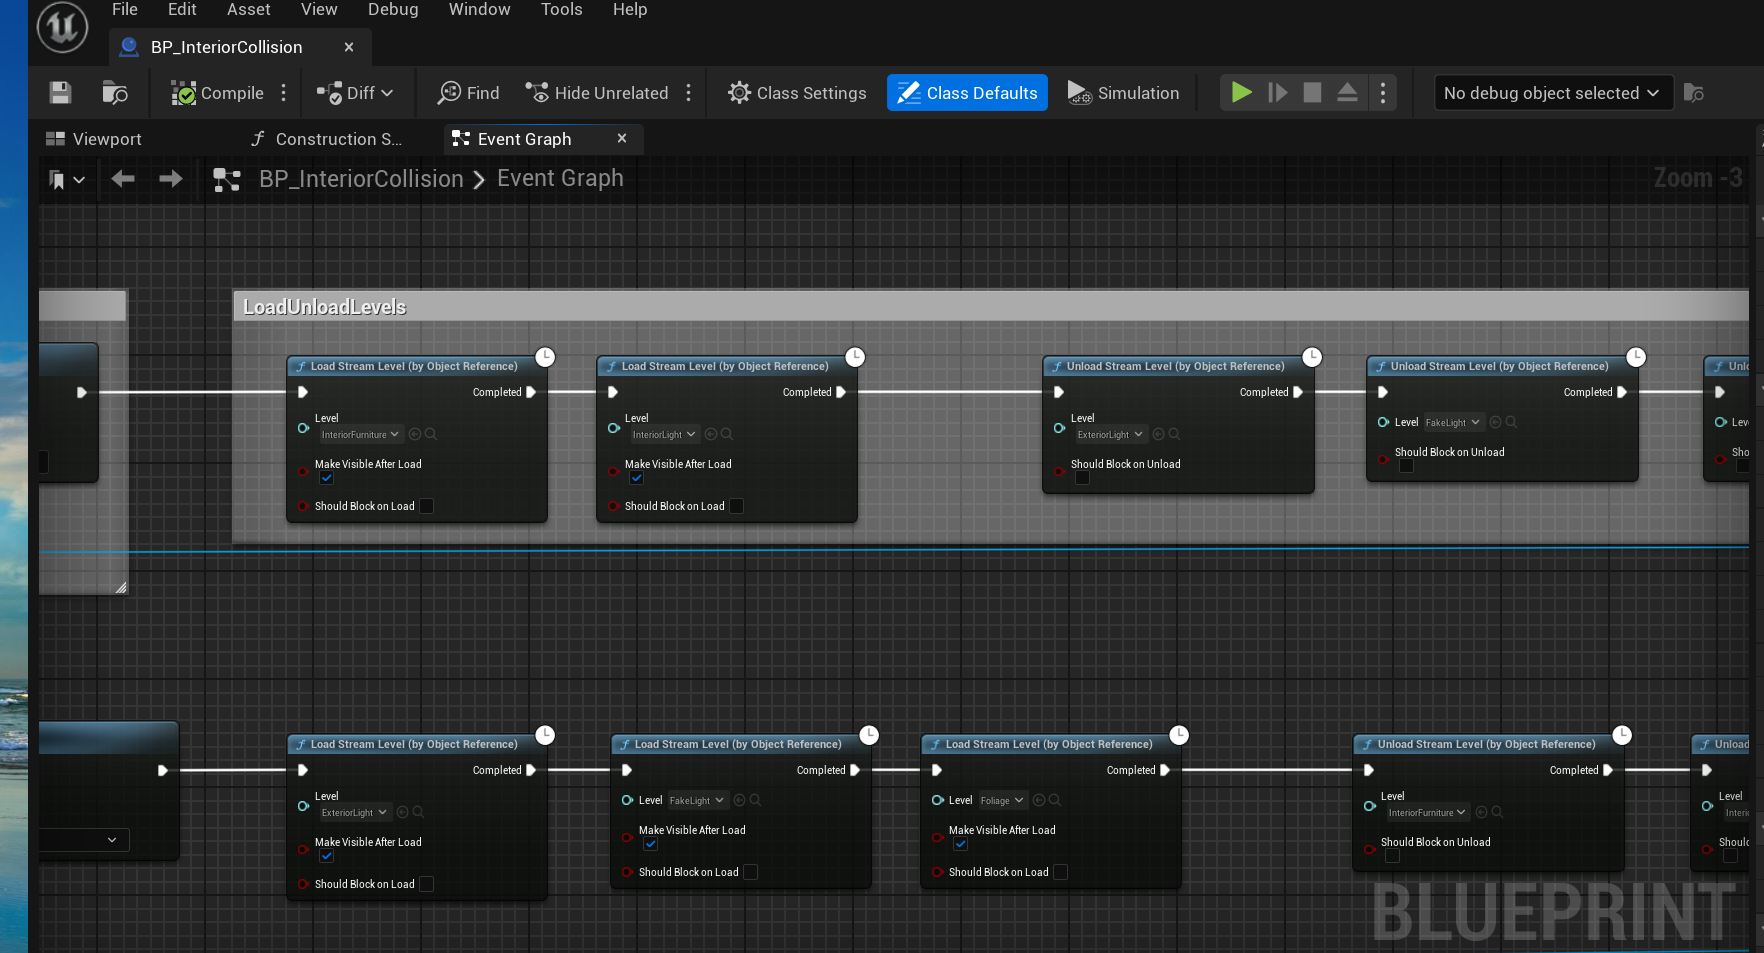 File Edit Asset View Debug Window Tools Help
BP_InteriorCollision
Compile Diff Find Hide Unrelated Class Settings Class Defaults Simulation No debug object selected
Viewport Construction S... Event Graph
BP_InteriorCollision > Event Graph Zoom -3
LoadUnloadLevels
Load Stream Level (by Object Reference)
Completed
Level
InteriorFurniture
Make Visible After Load
Should Block on Load
Load Stream Level (by Object Reference)
Completed
Level
InteriorLight
Make Visible After Load
Should Block on Load
Unload Stream Level (by Object Reference)
Completed
Level
ExteriorLight
Should Block on Unload
Unload Stream Level (by Object Reference)
Completed
Level FakeLight
Should Block on Unload
Load Stream Level (by Object Reference)
Completed
Level
ExteriorLight
Make Visible After Load
Should Block on Load
Load Stream Level (by Object Reference)
Completed
Level FakeLight
Make Visible After Load
Should Block on Load
Load Stream Level (by Object Reference)
Completed
Level Foliage
Make Visible After Load
Should Block on Load
Unload Stream Level (by Object Reference)
Completed
Level
InteriorFurniture
Should Block on Unload
Unload
Level
BLUEPRINT